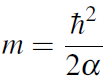 m = ħ² / 2α